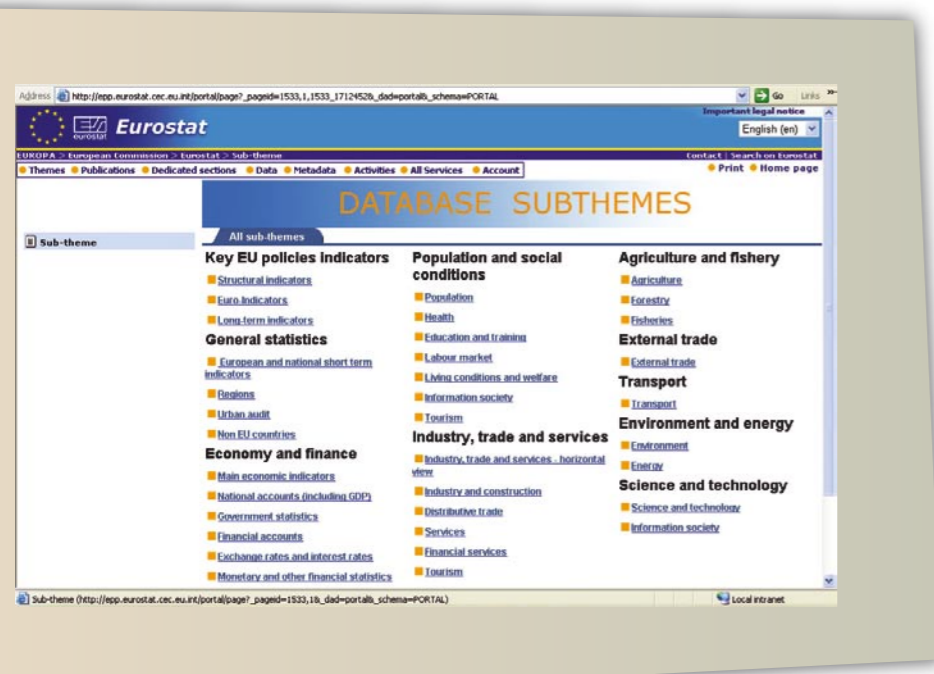 Address http://epp.eurostat.cec.eu.int/portal/page?_pageid=1533,1,1533_17124528&_dad=portal&_schema=PORTAL Go Links
Important legal notice
eurostat Eurostat
English (en)
EUROPA > European Commission > Eurostat > Sub-theme
Contact | Search on Eurostat
Themes Publications Dedicated sections Data Metadata Activities All Services Account
Print Home page
DATABASE SUBTHEMES
Sub-theme
All sub-themes
Key EU policies indicators
Structural indicators
Euro-Indicators
Long-term indicators
General statistics
European and national short term
indicators
Regions
Urban audit
Non EU countries
Economy and finance
Main economic indicators
National accounts (including GDP)
Government statistics
Financial accounts
Exchange rates and interest rates
Monetary and other financial statistics
Population and social
conditions
Population
Health
Education and training
Labour market
Living conditions and welfare
Information society
Tourism
Industry, trade and services
Industry, trade and services - horizontal
view
Industry and construction
Distributive trade
Services
Financial services
Tourism
Agriculture and fishery
Agriculture
Forestry
Fisheries
External trade
External trade
Transport
Transport
Environment and energy
Environment
Energy
Science and technology
Science and technology
Information society
Sub-theme (http://epp.eurostat.cec.eu.int/portal/page?_pageid=1533,1&_dad=portal&_schema=PORTAL)
Local intranet